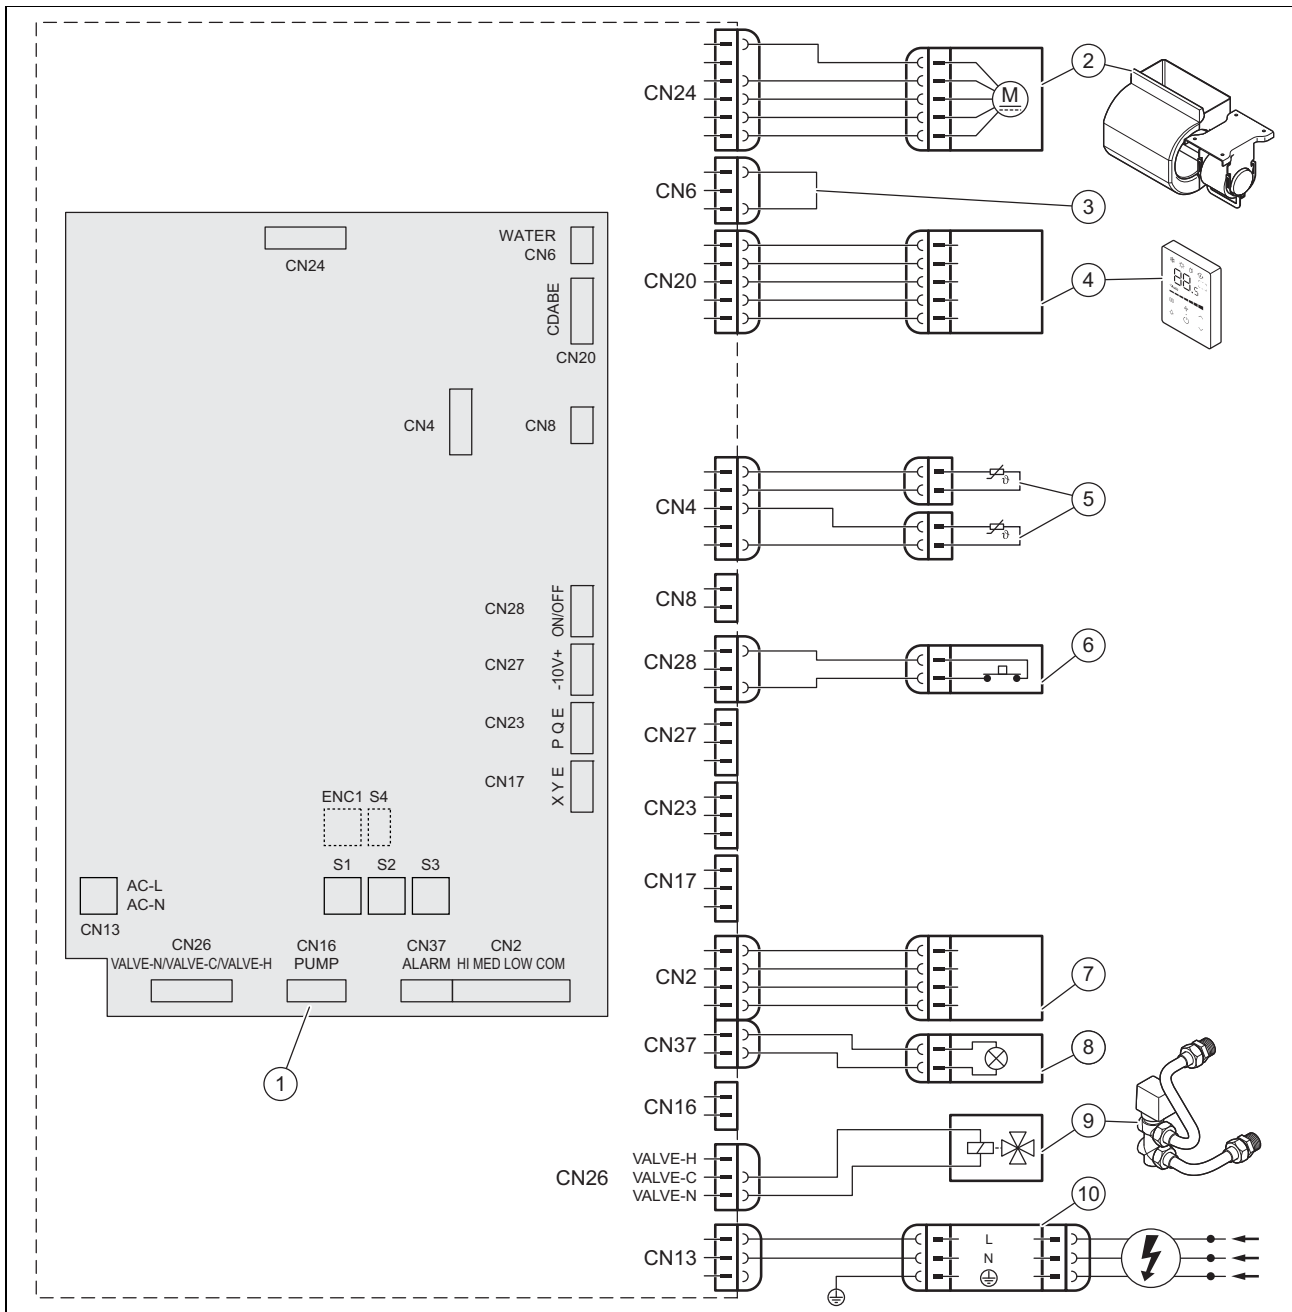 CN24
M
2
CN6
3
CN20
4
88.5
CN24
WATER
CN6
CDABE
CN20
CN4
CN8
CN4
ϑ
ϑ
5
CN8
CN28
ON/OFF
CN28
6
CN27
-10V+
CN23
P Q E
CN27
CN17
X Y E
CN23
ENC1 S4
S1 S2 S3
CN17
AC-L
AC-N
CN13
CN26
VALVE-N/VALVE-C/VALVE-H
CN16
PUMP
CN37
ALARM
CN2
HI MED LOW COM
CN2
7
1
CN37
8
CN16
9
CN26
VALVE-H
VALVE-C
VALVE-N
10
CN13
L
N